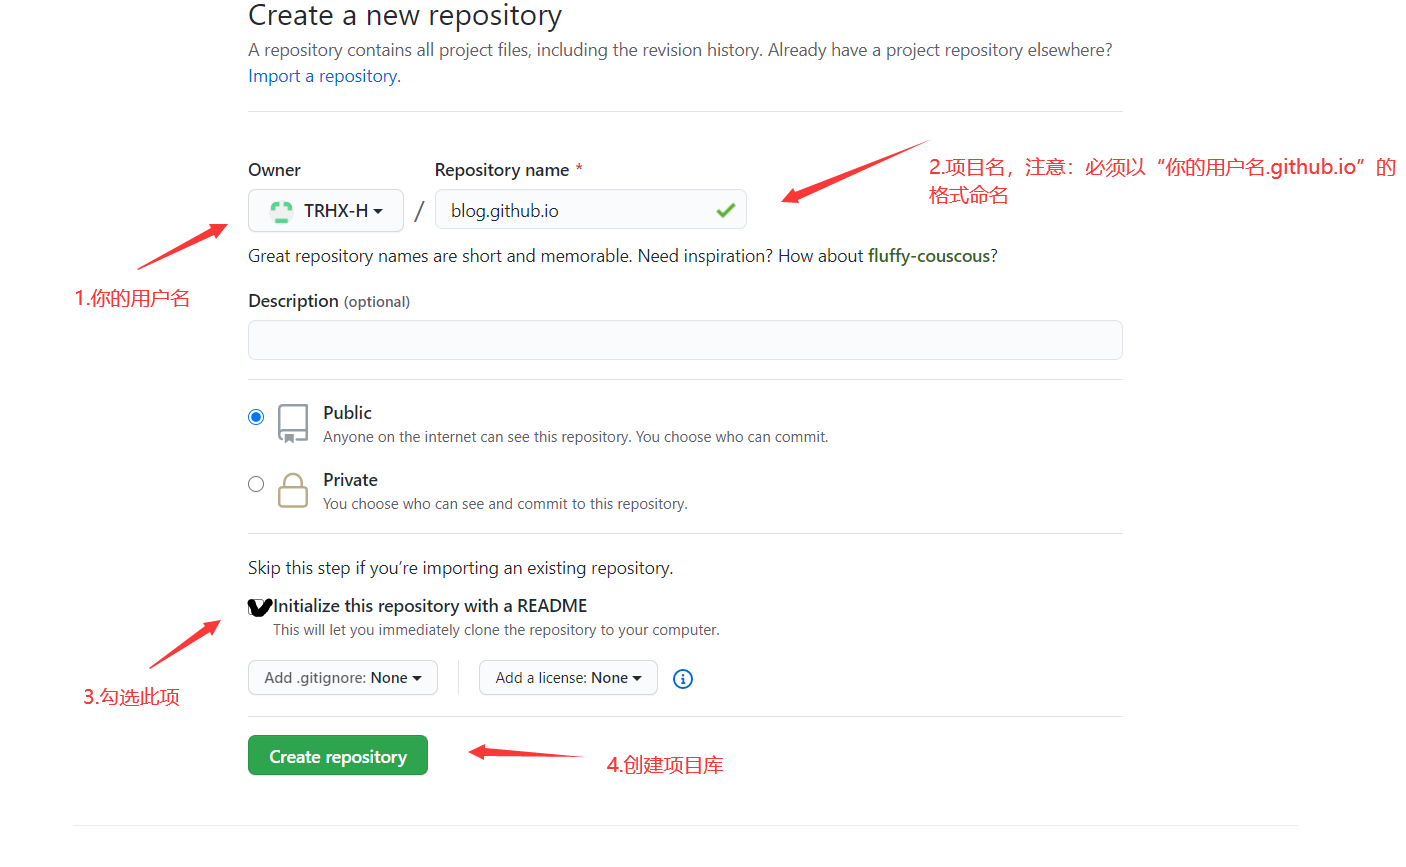 Create a new repository
A repository contains all project files, including the revision history. Already have a project repository elsewhere?
Import a repository.
Owner
Repository name *
2.项目名，注意：必须以“你的用户名.github.io”的
格式命名
TRHX-H
/
blog.github.io
Great repository names are short and memorable. Need inspiration? How about fluffy-couscous?
1.你的用户名
Description (optional)
Public
Anyone on the internet can see this repository. You choose who can commit.
Private
You choose who can see and commit to this repository.
Skip this step if you’re importing an existing repository.
Initialize this repository with a README
This will let you immediately clone the repository to your computer.
3.勾选此项
Add .gitignore: None
Add a license: None
Create repository
4.创建项目库